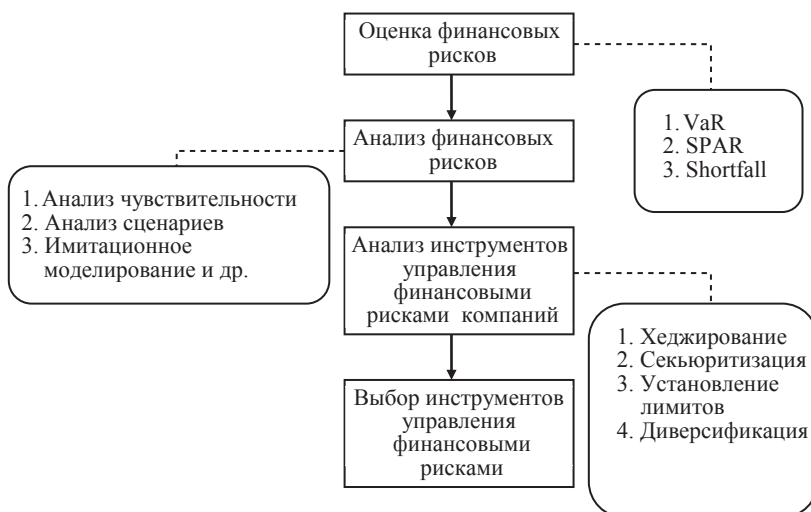 Оценка финансовых
рисков
1. VaR
2. SPAR
3. Shortfall
Анализ финансовых
рисков
1. Анализ чувствительности
2. Анализ сценариев
3. Имитационное
моделирование и др.
Анализ инструментов
управления
финансовыми
рисками компаний
1. Хеджирование
2. Секьюритизация
3. Установление
лимитов
4. Диверсификация
Выбор инструментов
управления
финансовыми
рисками